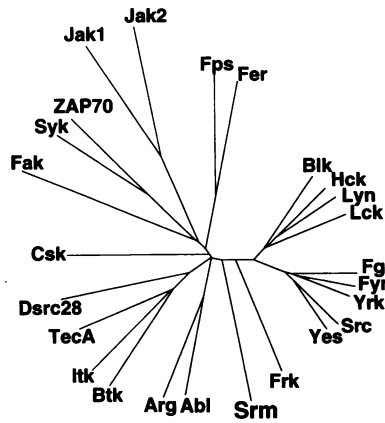 Jak2
Jak1
Fps
Fer
ZAP70
Syk
Fak
Blk
Hck
Lyn
Lck
Csk
Fg
Fyn
Yrk
Dsrc28
TecA
Src
Yes
Itk
Btk
Arg
Abl
Srm
Frk